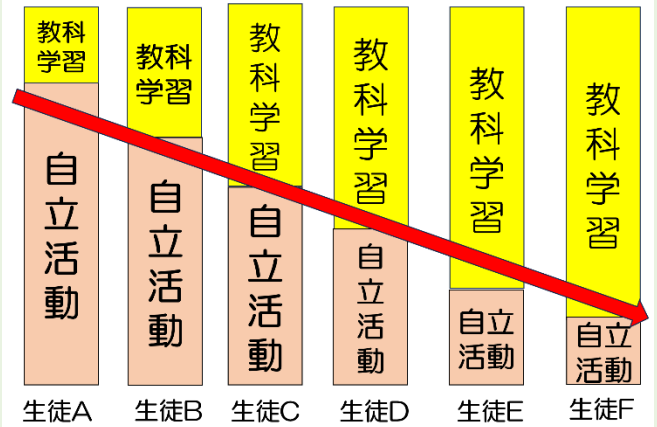 教科
学習
自立活動
生徒A
教科
学習
自立活動
生徒B
教科学習
自立活動
生徒C
教科学習
自立活動
生徒D
教科学習
自立
活動
生徒E
教科学習
自立
活動
生徒F